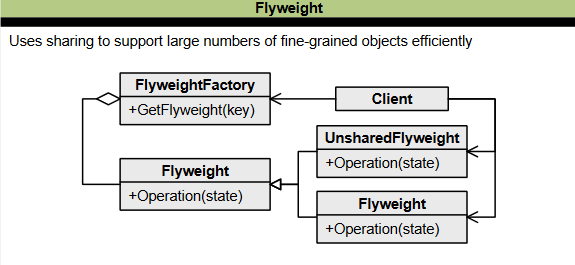 Flyweight
Uses sharing to support large numbers of fine-grained objects efficiently
FlyweightFactory
+GetFlyweight(key)
Client
UnsharedFlyweight
+Operation(state)
Flyweight
+Operation(state)
Flyweight
+Operation(state)